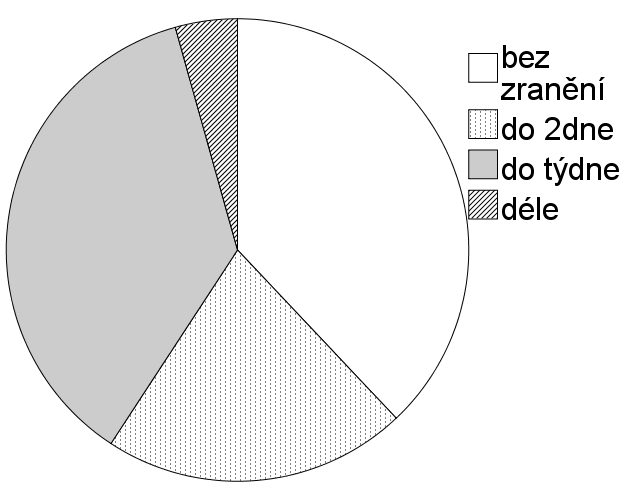 bez
zranění
do 2dne
do týdne
déle